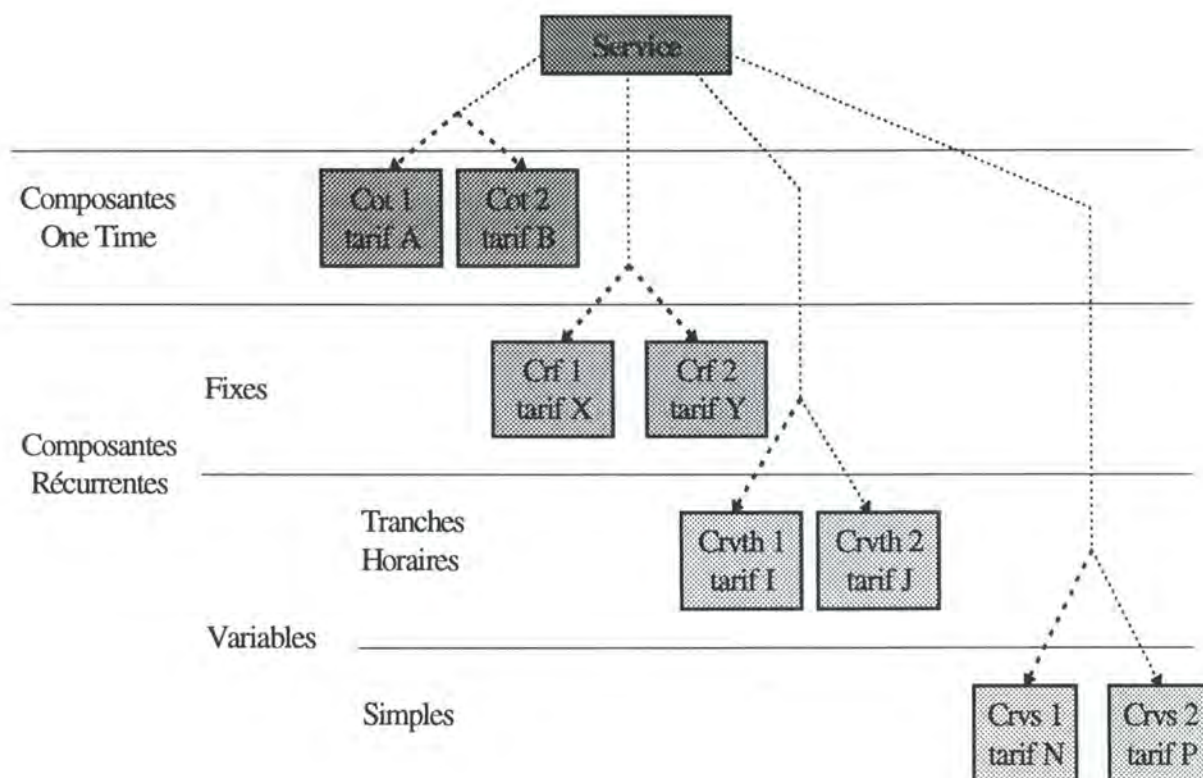 Service
Composantes
One Time
Cot 1
tarif A
Cot 2
tarif B
Fixes
Crf 1
tarif X
Crf 2
tarif Y
Composantes
Récurrentes
Tranches
Horaires
Crvth 1
tarif I
Crvth 2
tarif J
Variables
Simples
Crvs 1
tarif N
Crvs 2
tarif P